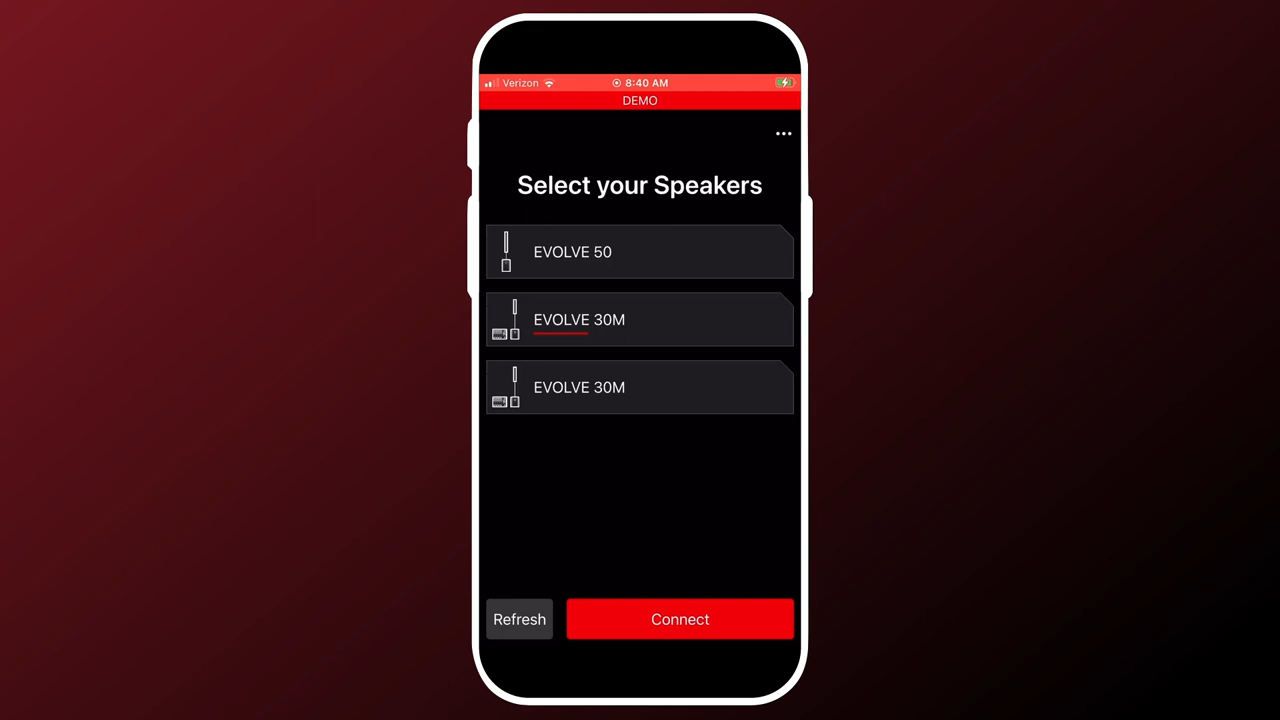 Verizon 8:40 AM
DEMO
Select your Speakers
EVOLVE 50
EVOLVE 30M
EVOLVE 30M
Refresh Connect